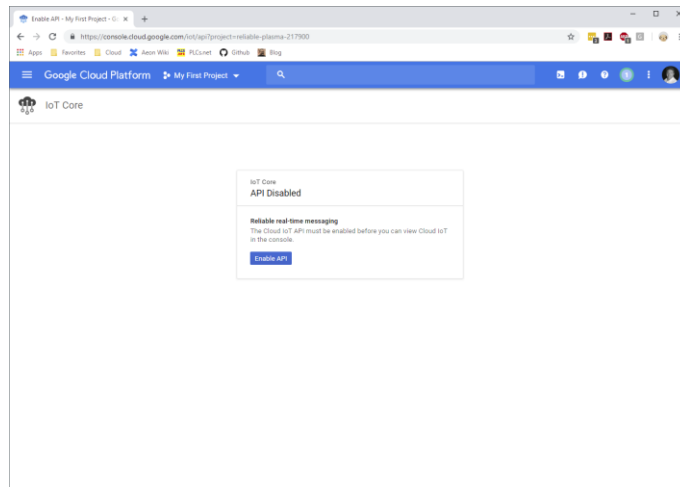 Enable API - My First Project - G
https://console.cloud.google.com/iot/api?project=reliable-plasma-217900
Apps Favorites Cloud Aeon Wiki PLCs.net Github Blog
Google Cloud Platform My First Project
IoT Core
IoT Core
API Disabled
Reliable real-time messaging
The Cloud IoT API must be enabled before you can view Cloud IoT
in the console.
Enable API